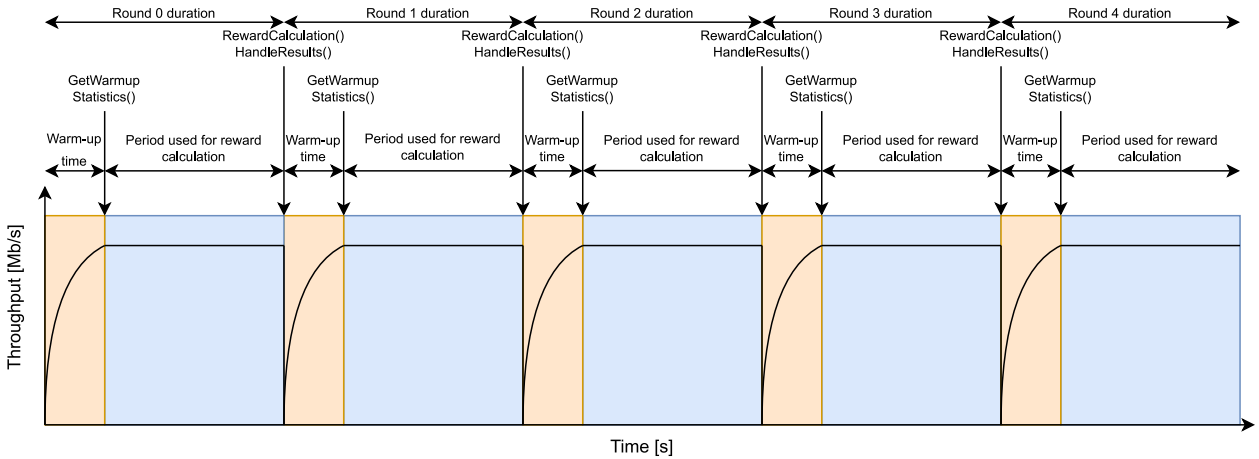 Round 0 duration
Round 1 duration
Round 2 duration
Round 3 duration
Round 4 duration
RewardCalculation()
HandleResults()
RewardCalculation()
HandleResults()
RewardCalculation()
HandleResults()
RewardCalculation()
HandleResults()
GetWarmup
Statistics()
GetWarmup
Statistics()
GetWarmup
Statistics()
GetWarmup
Statistics()
GetWarmup
Statistics()
Warm-up
time
Period used for reward
calculation
Warm-up
time
Period used for reward
calculation
Warm-up
time
Period used for reward
calculation
Warm-up
time
Period used for reward
calculation
Warm-up
time
Period used for reward
calculation
Throughput [Mb/s]
Time [s]